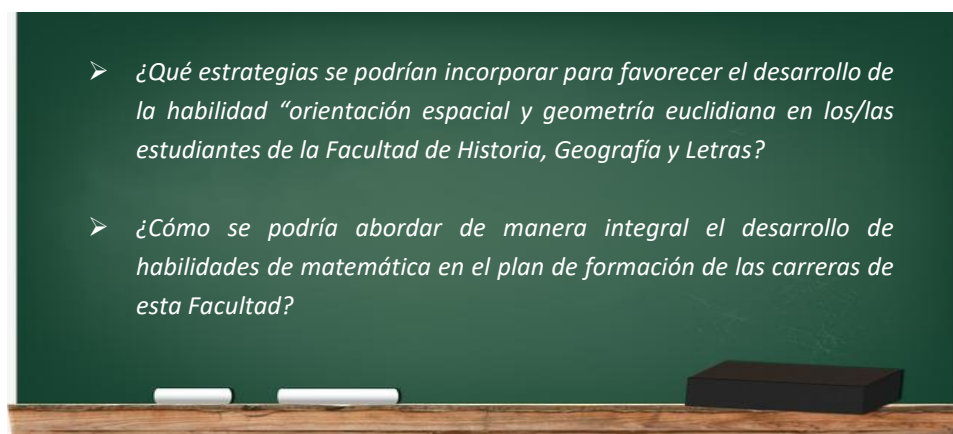 ➢ ¿Qué estrategias se podrían incorporar para favorecer el desarrollo de
la habilidad “orientación espacial y geometría euclidiana en los/las
estudiantes de la Facultad de Historia, Geografía y Letras?
➢ ¿Cómo se podría abordar de manera integral el desarrollo de
habilidades de matemática en el plan de formación de las carreras de
esta Facultad?